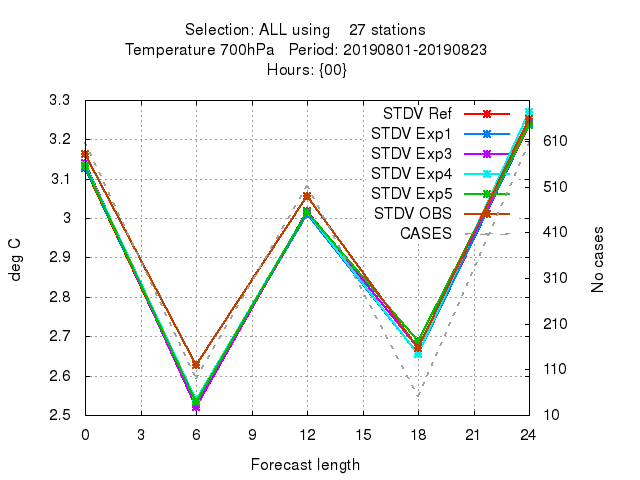 Selection: ALL using 27 stations
Temperature 700hPa Period: 20190801-20190823
Hours: {00}
3.3
3.2
3.1
3
2.9
2.8
2.7
2.6
2.5
deg C
STDV Ref
STDV Exp1
STDV Exp3
STDV Exp4
STDV Exp5
STDV OBS
CASES
610
510
410
310
210
110
10
No cases
0 3 6 9 12 15 18 21 24
Forecast length